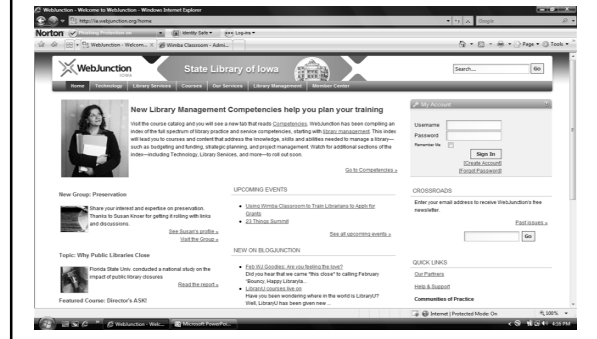 WebJunction - Welcome to WebJunction - Windows Internet Explorer
http://ia.webjunction.org/home
Google
Norton
Phishing Protection on
Identity Safe
Log-ins
WebJunction - Welcom...
Wimba Classroom - Admi...
Page
Tools
WebJunction
IOWA
State Library of Iowa
Search...
Go
Home
Technology
Library Services
Courses
Our Services
Library Management
Member Center
New Library Management Competencies help you plan your training
Visit the course catalog and you will see a new tab that reads Competencies. WebJunction has been compiling an
index of the full spectrum of library practice and service competencies, starting with library management. This index
will lead you to courses and content that address the knowledge, skills and abilities needed to manage a library—
such as budgeting and funding, strategic planning, and project management. Watch for additional sections of the
index—including Technology, Library Services, and more—to roll out soon.
Go to Competencies »
My Account
Username
Password
Remember Me
Sign In
[Create Account]
[Forgot Password]
New Group: Preservation
Share your interest and expertise on preservation.
Thanks to Susan Knoer for getting it rolling with links
and discussions.
See Susan's profile »
Visit the Group »
Topic: Why Public Libraries Close
Florida State Univ. conducted a national study on the
impact of public library closures.
Read the report »
Featured Course: Director's ASK!
UPCOMING EVENTS
Using Wimba Classroom to Train Librarians to Apply for
Grants
23 Things Summit
See all upcoming events »
NEW ON BLOGJUNCTION
Feb WJ Goodies: Are you feeling the love?
Did you hear that we came "this close" to calling February
"Bouncy, Happy Librarýa...
LibraryU courses live on
Have you been wondering where in the world is LibraryU?
Well, LibraryU has been given new ...
CROSSROADS
Enter your email address to receive WebJunction's free
newsletter.
Past issues »
Go
QUICK LINKS
Our Partners
Help & Support
Communities of Practice
Internet | Protected Mode: On
100%
WebJunction - Welc...
Microsoft PowerPoi...
4:55 PM